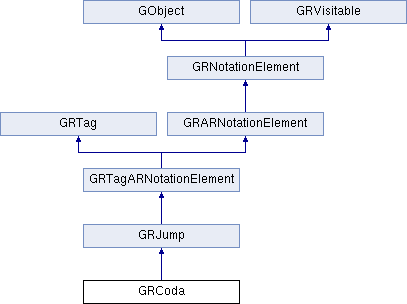 GObject
GRVisitable
GRNotationElement
GRTag
GRARNotationElement
GRTagARNotationElement
GRJump
GRCoda